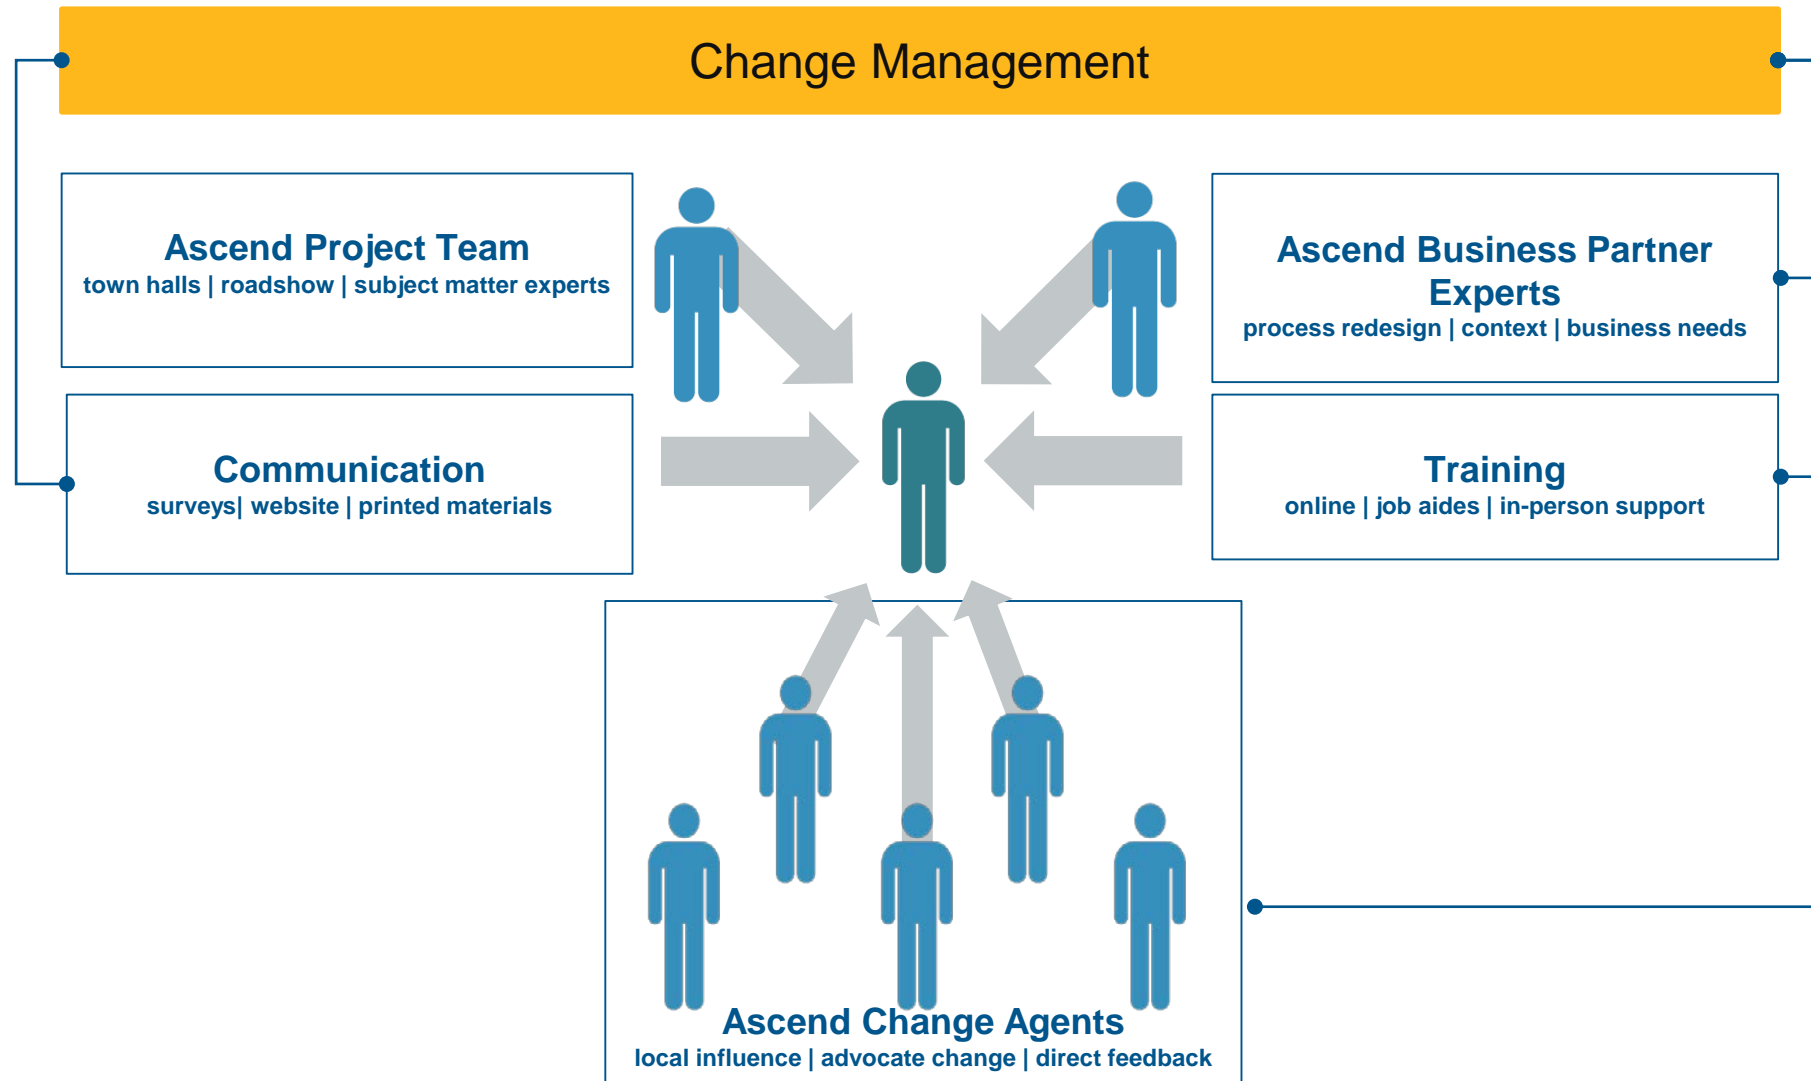 Change Management
Ascend Project Team
town halls | roadshow | subject matter experts
Ascend Business Partner
Experts
process redesign | context | business needs
Communication
surveys| website | printed materials
Training
online | job aides | in-person support
Ascend Change Agents
local influence | advocate change | direct feedback